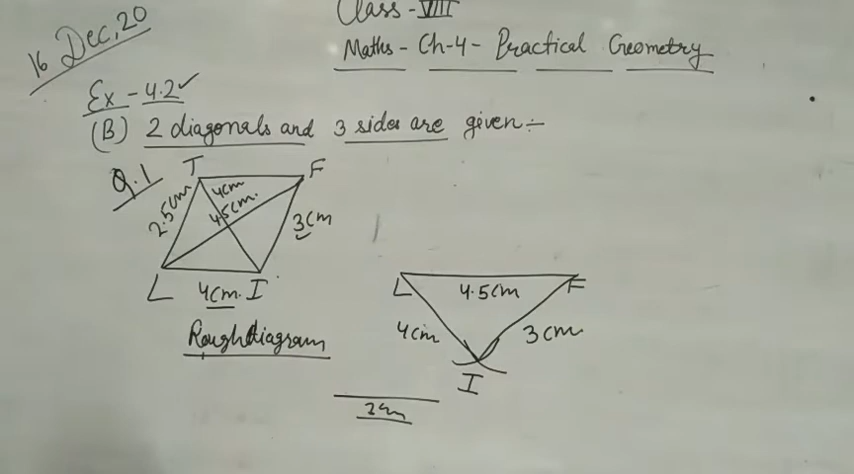 16 Dec,20
Class - VIII
Maths - Ch-4 - Practical Geometry
Ex - 4.2 ✓
(B) 2 diagonals and 3 sides are given :-
Q.1
T F
2.5cm 4cm
4.5cm.
3cm
L 4cm. I
Rough diagram
L 4.5cm F
4cm 3cm
I